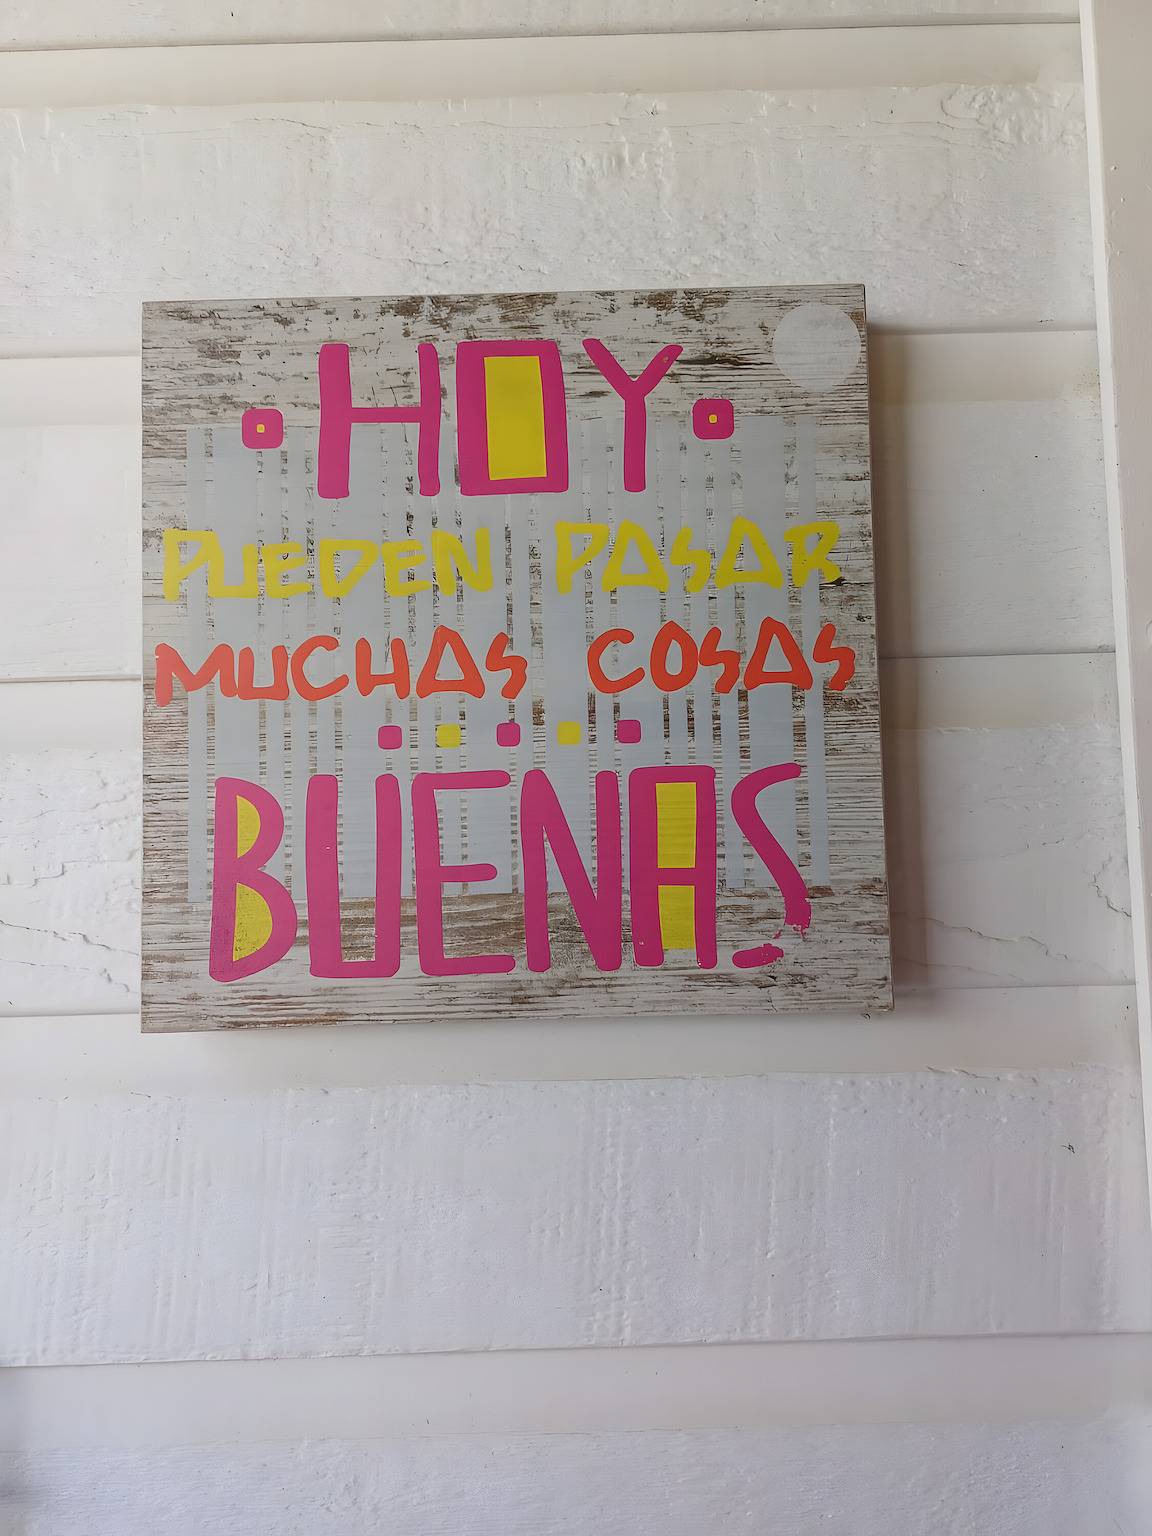 HOY
PUEDEN PASAR
MUCHAS COSAS
BUENAS